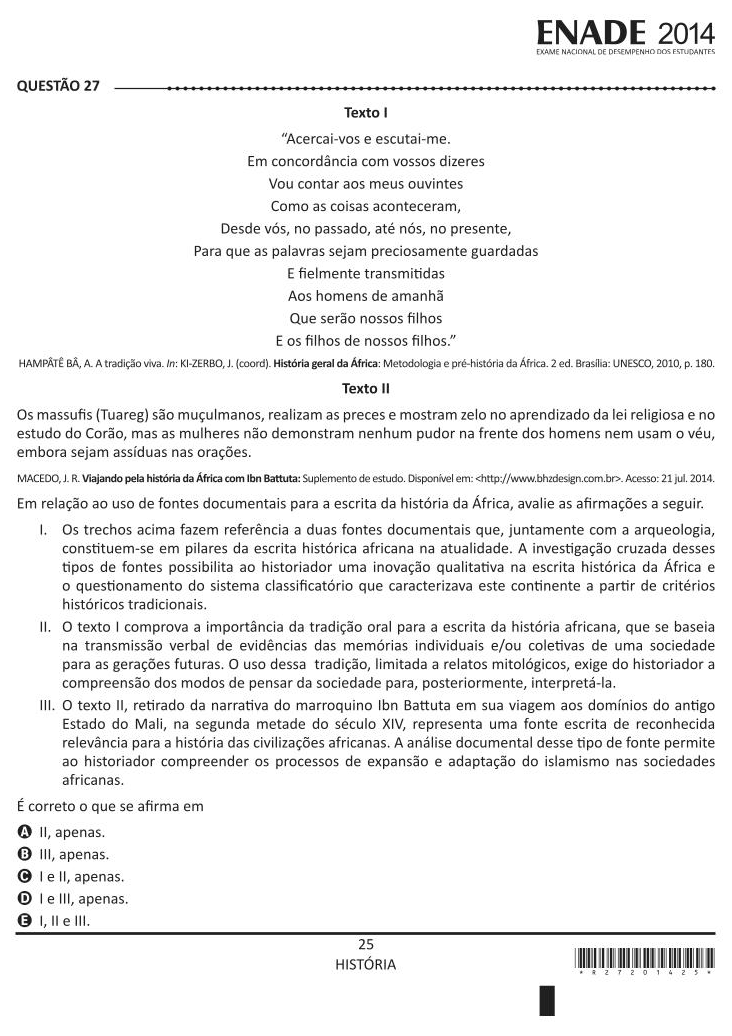 ENADE 2014
EXAME NACIONAL DE DESEMPENHO DOS ESTUDANTES
QUESTÃO 27
Texto I
“Acercai-vos e escutai-me.
Em concordância com vossos dizeres
Vou contar aos meus ouvintes
Como as coisas aconteceram,
Desde vós, no passado, até nós, no presente,
Para que as palavras sejam preciosamente guardadas
E fielmente transmitidas
Aos homens de amanhã
Que serão nossos filhos
E os filhos de nossos filhos.”
HAMPÂTÊ BÂ, A. A tradição viva. In: KI-ZERBO, J. (coord). História geral da África: Metodologia e pré-história da África. 2 ed. Brasília: UNESCO, 2010, p. 180.
Texto II
Os massufis (Tuareg) são muçulmanos, realizam as preces e mostram zelo no aprendizado da lei religiosa e no
estudo do Corão, mas as mulheres não demonstram nenhum pudor na frente dos homens nem usam o véu,
embora sejam assíduas nas orações.
MACEDO, J. R. Viajando pela história da África com Ibn Battuta: Suplemento de estudo. Disponível em: <http://www.bhzdesign.com.br>. Acesso: 21 jul. 2014.
Em relação ao uso de fontes documentais para a escrita da história da África, avalie as afirmações a seguir.
I. Os trechos acima fazem referência a duas fontes documentais que, juntamente com a arqueologia,
constituem-se em pilares da escrita histórica africana na atualidade. A investigação cruzada desses
tipos de fontes possibilita ao historiador uma inovação qualitativa na escrita histórica da África e
o questionamento do sistema classificatório que caracterizava este continente a partir de critérios
históricos tradicionais.
II. O texto I comprova a importância da tradição oral para a escrita da história africana, que se baseia
na transmissão verbal de evidências das memórias individuais e/ou coletivas de uma sociedade
para as gerações futuras. O uso dessa tradição, limitada a relatos mitológicos, exige do historiador a
compreensão dos modos de pensar da sociedade para, posteriormente, interpretá-la.
III. O texto II, retirado da narrativa do marroquino Ibn Battuta em sua viagem aos domínios do antigo
Estado do Mali, na segunda metade do século XIV, representa uma fonte escrita de reconhecida
relevância para a história das civilizações africanas. A análise documental desse tipo de fonte permite
ao historiador compreender os processos de expansão e adaptação do islamismo nas sociedades
africanas.
É correto o que se afirma em
A II, apenas.
B III, apenas.
C I e II, apenas.
D I e III, apenas.
E I, II e III.
25
HISTÓRIA
*R27201425*